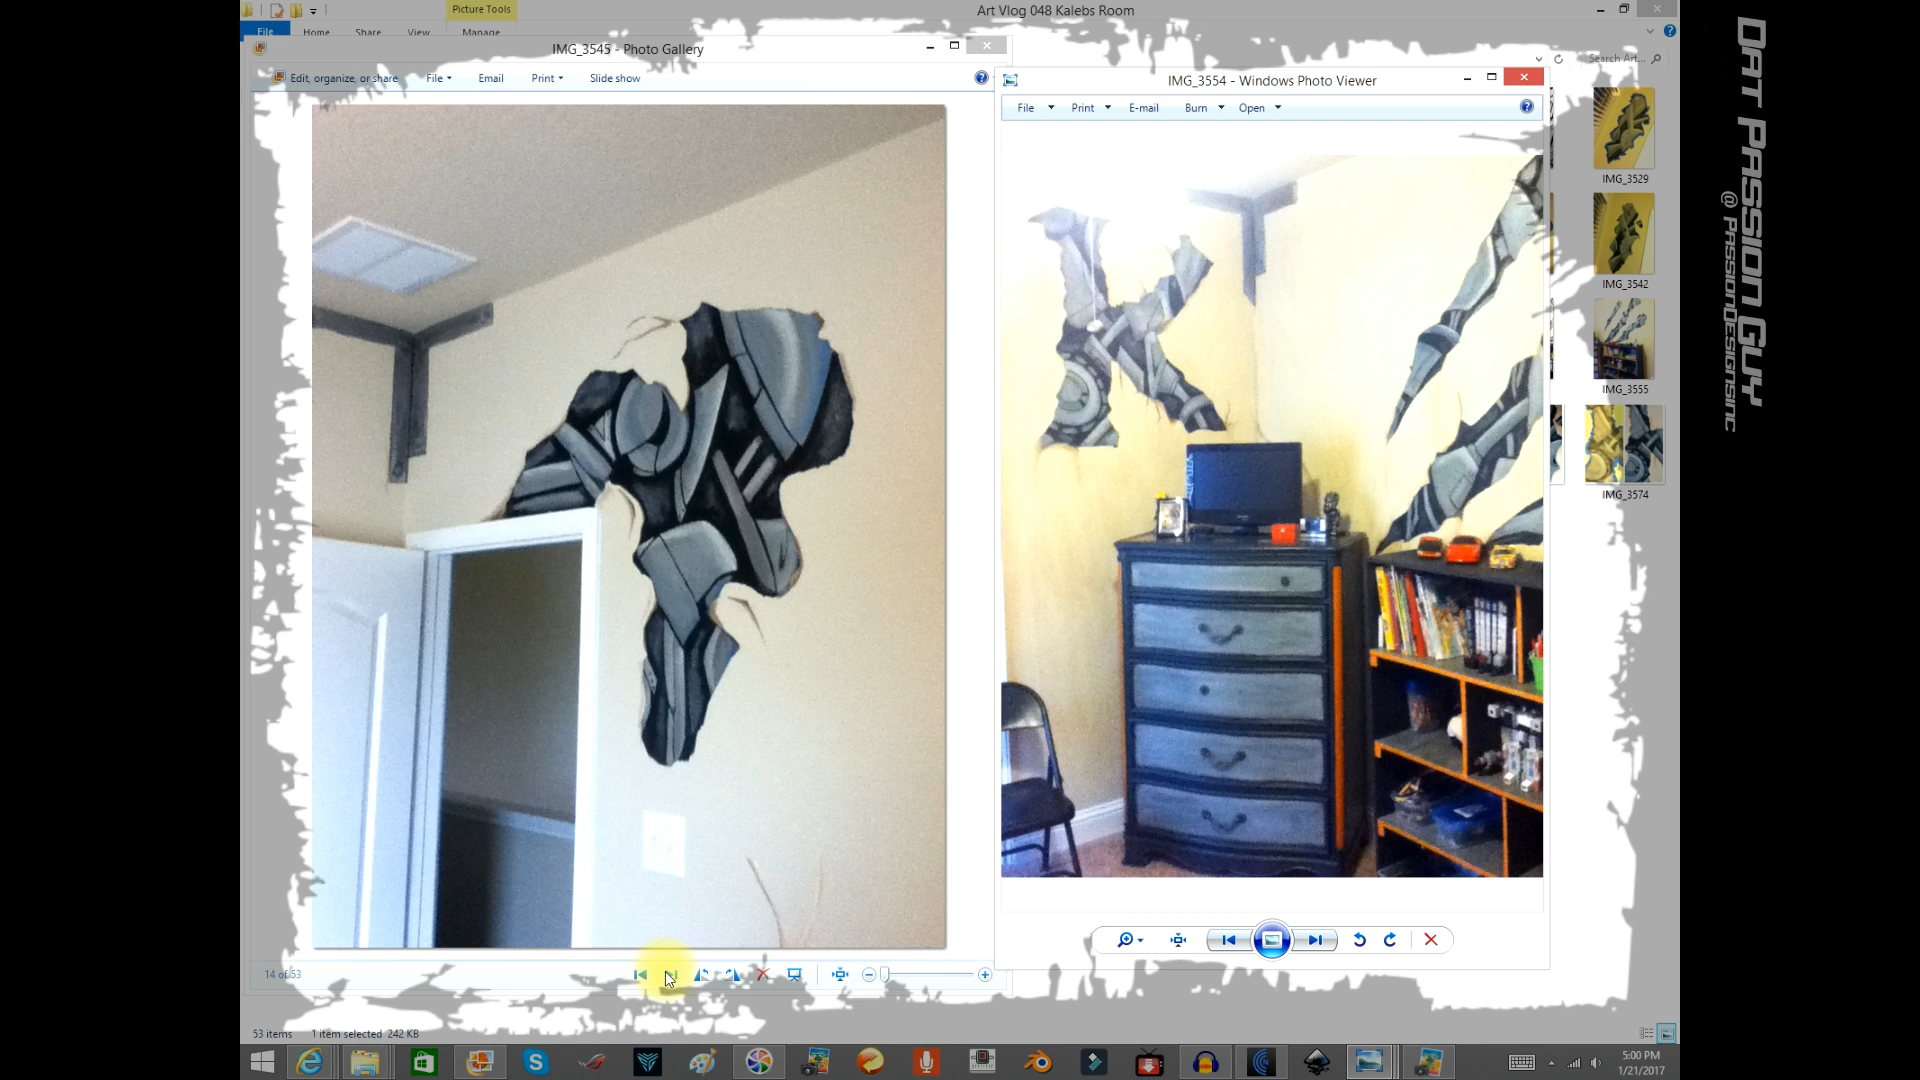 Picture Tools
Art Vlog 048 Kalebs Room
File
Home
Share
View
Manage
Search Art...
IMG_3545 - Photo Gallery
Edit, organize, or share
File
Email
Print
Slide show
14 of 53
IMG_3554 - Windows Photo Viewer
File
Print
E-mail
Burn
Open
IMG_3529
IMG_3542
IMG_3555
IMG_3574
53 items
1 item selected 242 KB
5:00 PM
1/21/2017
DAT PASSION GUY
@ PASSIONDESIGNSINC